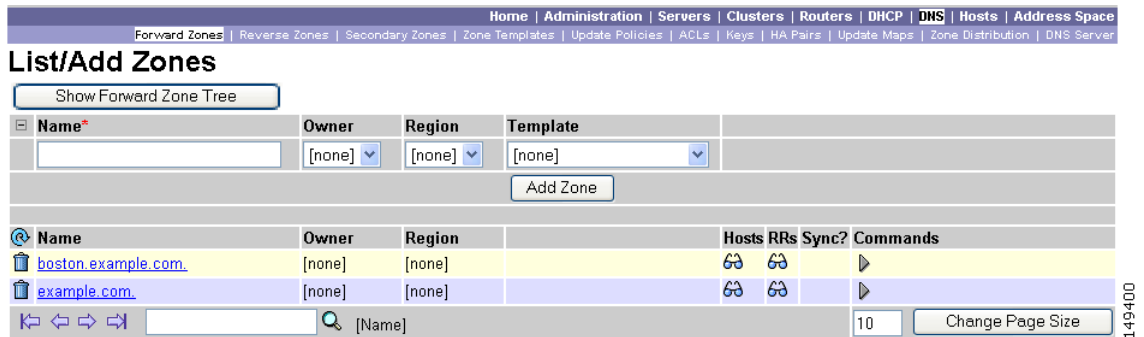 Home | Administration | Servers | Clusters | Routers | DHCP | DNS | Hosts | Address Space
Forward Zones | Reverse Zones | Secondary Zones | Zone Templates | Update Policies | ACLs | Keys | HA Pairs | Update Maps | Zone Distribution | DNS Server
List/Add Zones
Show Forward Zone Tree
Name* Owner Region Template
[none] [none] [none]
Add Zone
Name Owner Region Hosts RRs Sync? Commands
boston.example.com. [none] [none]
example.com. [none] [none]
[Name] 10 Change Page Size
149400